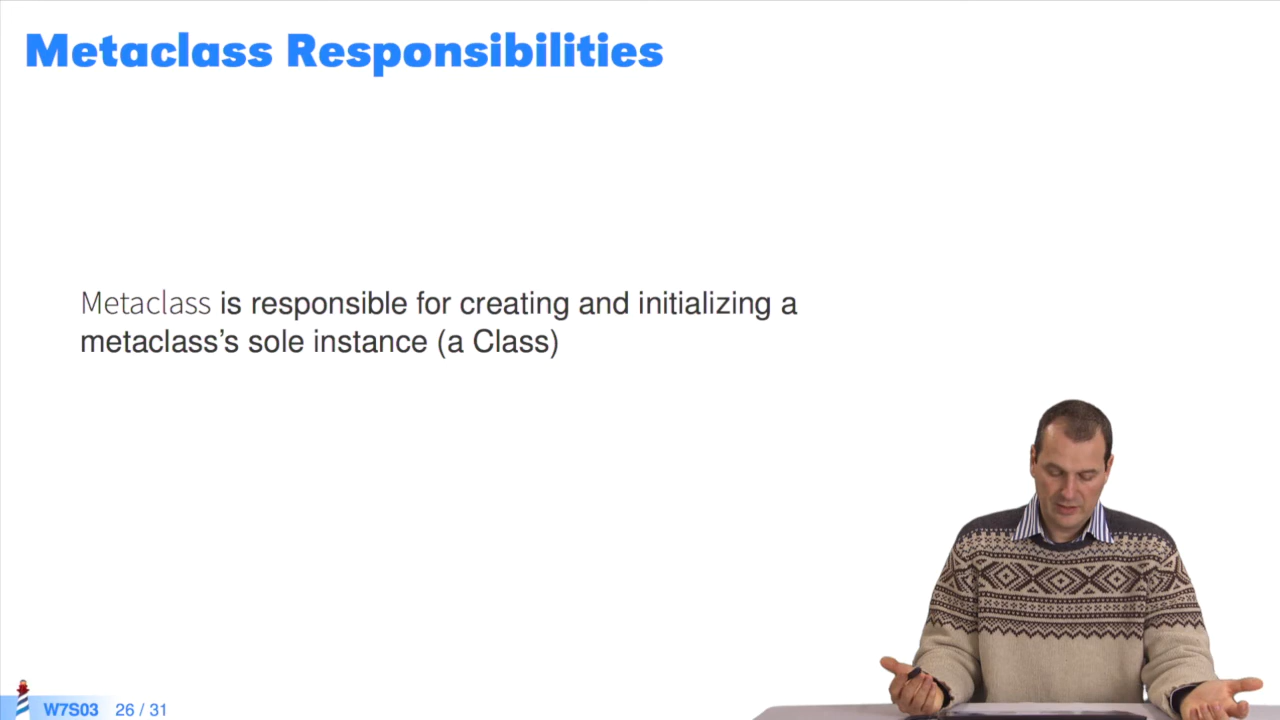 Metaclass Responsibilities
Metaclass is responsible for creating and initializing a
metaclass's sole instance (a Class)
W7S03 26 / 31